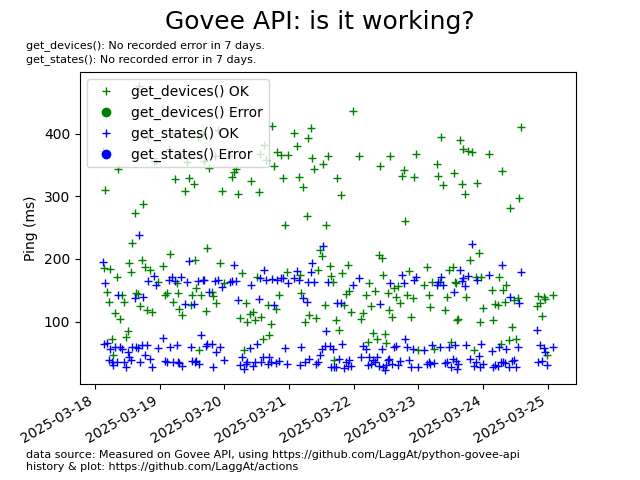 Govee API: is it working?
get_devices(): No recorded error in 7 days.
get_states(): No recorded error in 7 days.
get_devices() OK
get_devices() Error
get_states() OK
get_states() Error
Ping (ms)
400
300
200
100
2025-03-18
2025-03-19
2025-03-20
2025-03-21
2025-03-22
2025-03-23
2025-03-24
2025-03-25
data source: Measured on Govee API, using https://github.com/LaggAt/python-govee-api
history & plot: https://github.com/LaggAt/actions